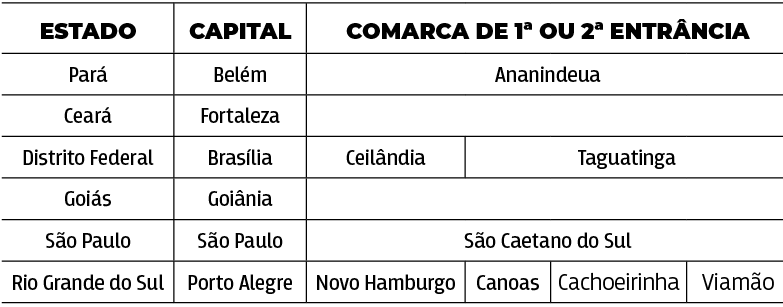 ESTADO CAPITAL COMARCA DE 1ª OU 2ª ENTRÂNCIA
Pará Belém Ananindeua
Ceará Fortaleza
Distrito Federal Brasília Ceilândia Taguatinga
Goiás Goiânia
São Paulo São Paulo São Caetano do Sul
Rio Grande do Sul Porto Alegre Novo Hamburgo Canoas Cachoeirinha Viamão